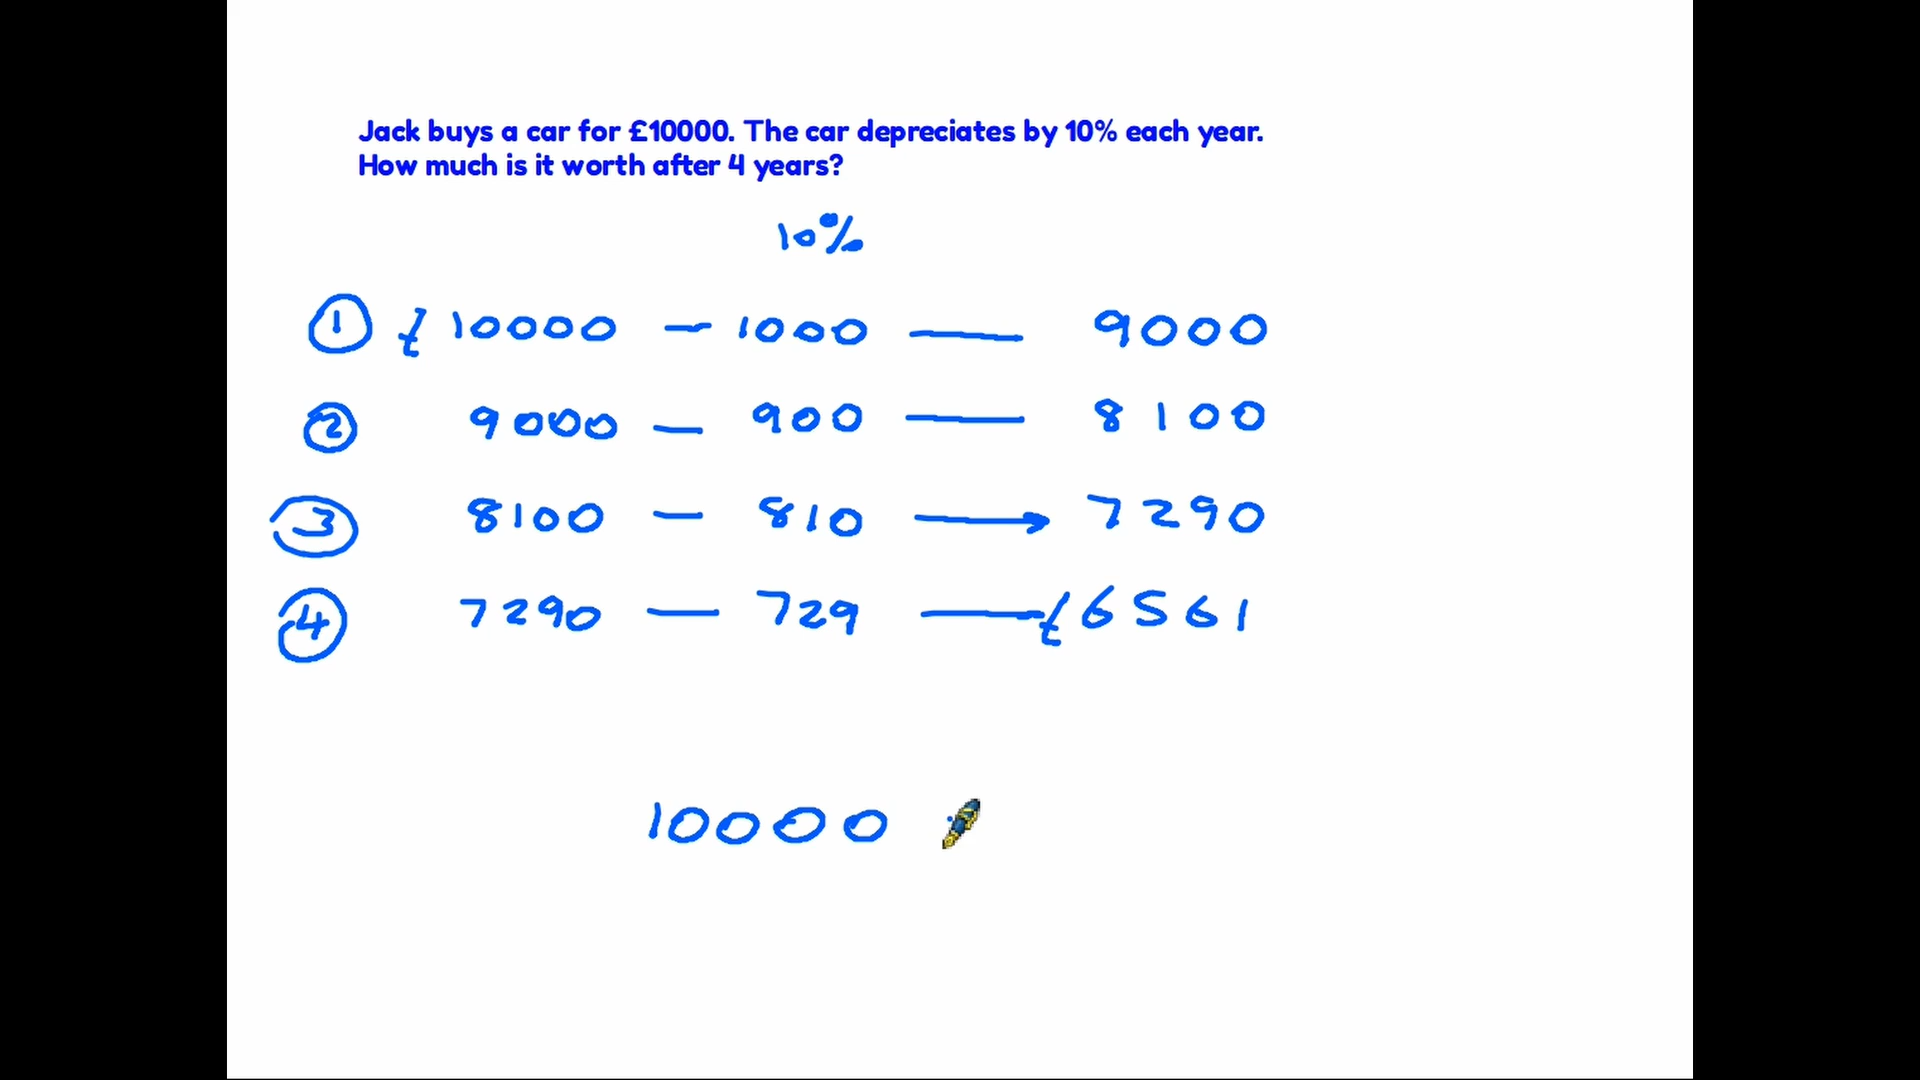 Jack buys a car for £10000. The car depreciates by 10% each year.
How much is it worth after 4 years?
10%
1 £10000 — 1000 — 9000
2 9000 — 900 — 8100
3 8100 — 810 → 7290
4 7290 — 729 — £6561
10000